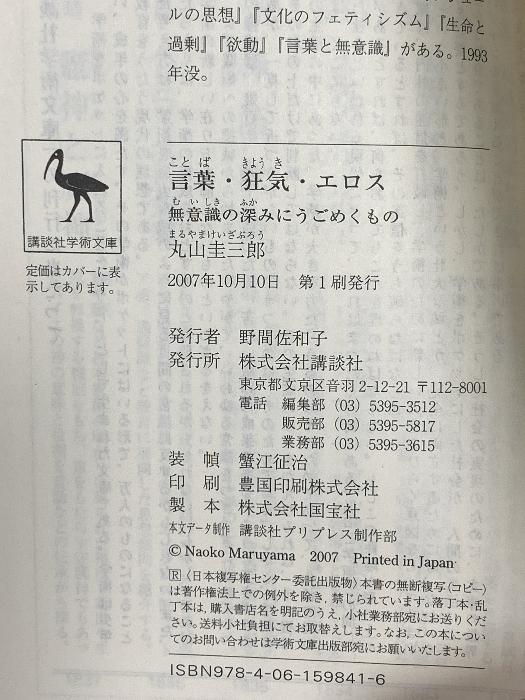 ルの思想』『文化のフェティシズム』『生命と
過剰』『欲動』『言葉と無意識』がある。1993
年没。
講談社学術文庫
定価はカバーに表
示してあります。
ことば きょうき
言葉・狂気・エロス
むいしき ふか
無意識の深みにうごめくもの
まるやまけいざぶろう
丸山圭三郎
2007年10月10日 第1刷発行
発行者 野間佐和子
発行所 株式会社講談社
東京都文京区音羽 2-12-21 〒112-8001
電話 編集部 (03) 5395-3512
販売部 (03) 5395-5817
業務部 (03) 5395-3615
装 幀 蟹江征治
印 刷 豊国印刷株式会社
製 本 株式会社国宝社
本文データ制作 講談社プリプレス制作部
© Naoko Maruyama 2007 Printed in Japan
Ⓡ〈日本複写権センター委託出版物〉本書の無断複写(コピー)
は著作権法上での例外を除き，禁じられています。落丁本・乱
丁本は，購入書店名を明記のうえ，小社業務部宛にお送りくだ
さい。送料小社負担にてお取替えします。なお，この本につい
てのお問い合わせは学術文庫出版部宛にお願いいたします。
ISBN978-4-06-159841-6